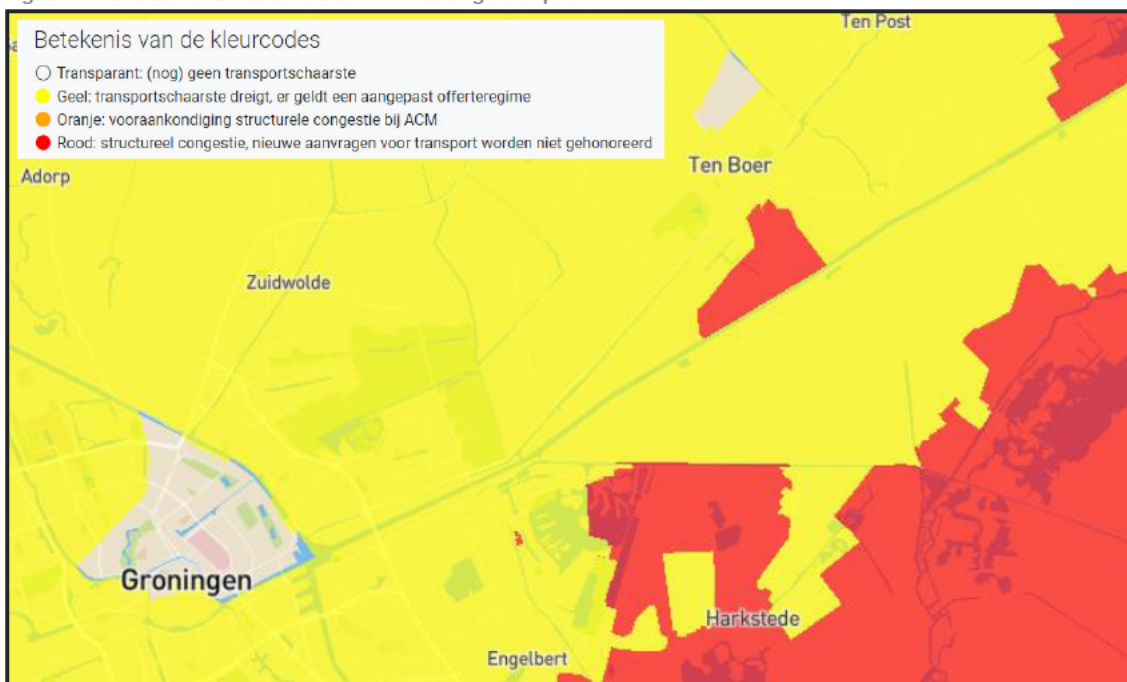 Betekenis van de kleurcodes
Transparant: (nog) geen transportschaarste
Geel: transportschaarste dreigt, er geldt een aangepast offerteregime
Oranje: vooraankondiging structurele congestie bij ACM
Rood: structureel congestie, nieuwe aanvragen voor transport worden niet gehonoreerd
Ten Post
Ten Boer
Adorp
Zuidwolde
Groningen
Harkstede
Engelbert